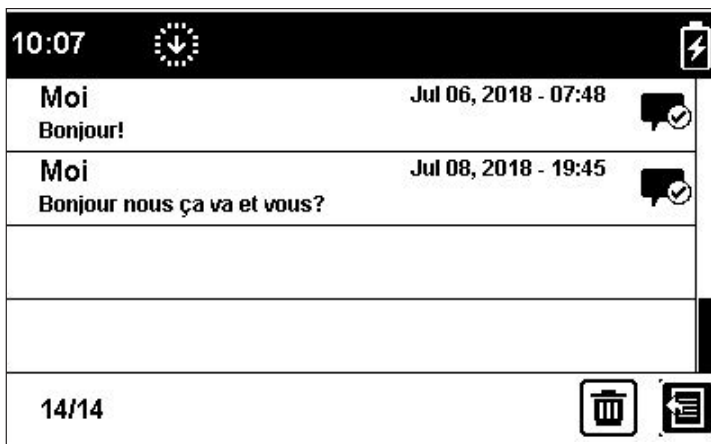 10:07
Moi
Jul 06, 2018 - 07:48
Bonjour!
Moi
Jul 08, 2018 - 19:45
Bonjour nous ça va et vous?
14/14